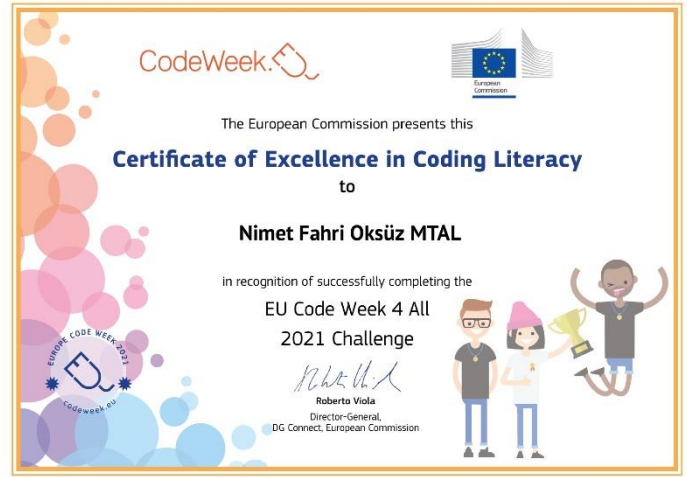 CodeWeek.EU
European
Commission
The European Commission presents this
Certificate of Excellence in Coding Literacy
to
Nimet Fahri Oksüz MTAL
in recognition of successfully completing the
EU Code Week 4 All
2021 Challenge
Roberto Viola
Director-General,
DG Connect, European Commission
EUROPE CODE WEEK 2021
codeweek.eu